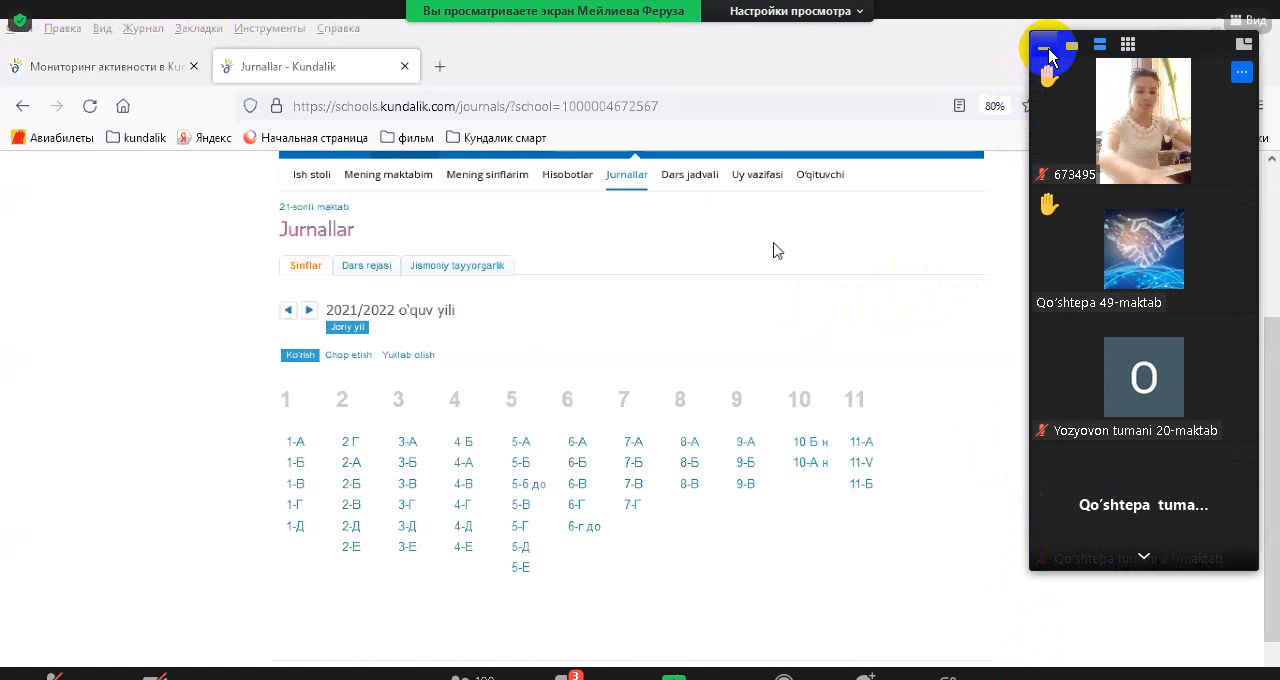 Вы просматриваете экран Мейлиева Феруза
Настройки просмотра
Вид
Правка Вид Журнал Закладки Инструменты Справка
Мониторинг активности в Kun
Jurnallar - Kundalik
https://schools.kundalik.com/journals/?school=1000004672567
80%
Авиабилеты kundalik Яндекс Начальная страница фильм Кундалик смарт
Ish stoli Mening maktabim Mening sinflarim Hisobotlar Jurnallar Dars jadvali Uy vazifasi O'qituvchi
21-sonli maktab
Jurnallar
Sinflar Dars rejasi Jismoniy tayyorgarlik
2021/2022 o'quv yili
Joriy yil
Ko'rish Chop etish Yuklab olish
1 2 3 4 5 6 7 8 9 10 11
1-А 2 Г 3-А 4 Б 5-А 6-А 7-А 8-А 9-А 10 Б н 11-А
1-Б 2-А 3-Б 4-А 5-Б 6-Б 7-Б 8-Б 9-Б 10-А н 11-V
1-В 2-Б 3-В 4-В 5-б до 6-В 7-В 8-В 9-В 11-Б
1-Г 2-В 3-Г 4-Г 5-В 6-Г 7-Г
1-Д 2-Д 3-Д 4-Д 5-Г 6-г до
2-Е 3-Е 4-Е 5-Д
5-Е
673495
Qo'shtepa 49-maktab
O
Yozyovon tumani 20-maktab
Qo'shtepa tuma...
3